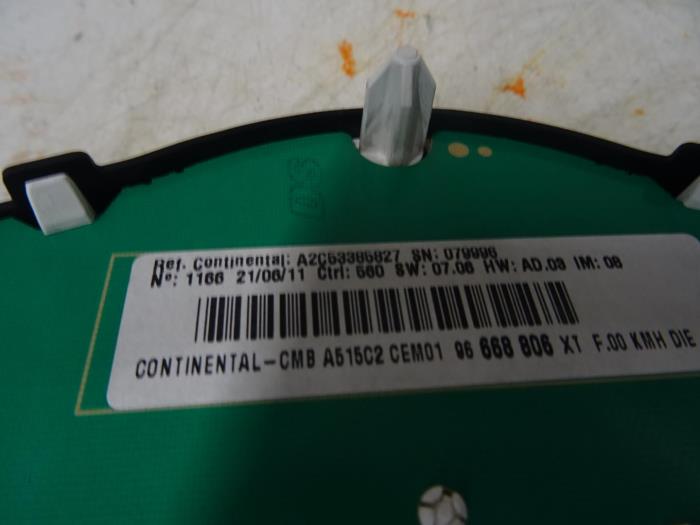 Ref. Continental: A2C53385827 SN: 079996
Nº: 1166 21/06/11 Ctrl: 560 SW: 07.06 HW: AD.03 IM: 08
CONTINENTAL-CMB A515C2 CEM01 96 668 806 XT F.00 KMH DIE